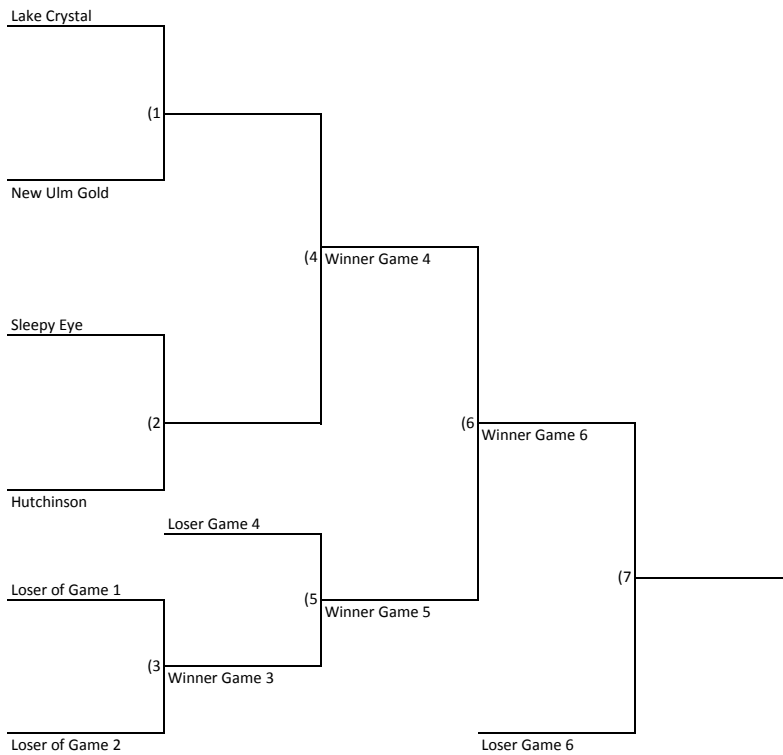 Lake Crystal
(1
New Ulm Gold
(4 Winner Game 4
Sleepy Eye
(2
(6 Winner Game 6
Hutchinson
Loser Game 4
(7
Loser of Game 1
(5 Winner Game 5
(3 Winner Game 3
Loser of Game 2
Loser Game 6